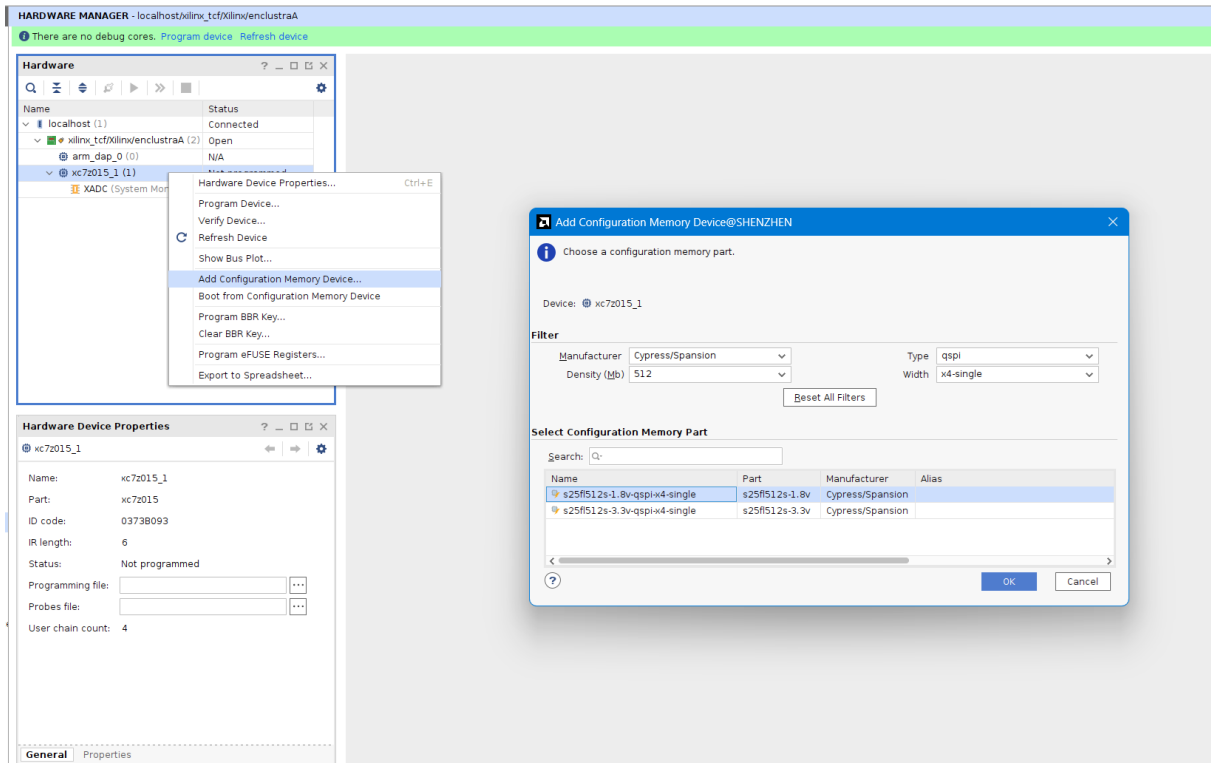 HARDWARE MANAGER - localhost/xilinx_tcf/Xilinx/enclustraA
There are no debug cores. Program device Refresh device
Hardware
Name Status
localhost (1) Connected
xilinx_tcf/Xilinx/enclustraA (2) Open
arm_dap_0 (0) N/A
xc7z015_1 (1) Not programmed
XADC (System Mon
Hardware Device Properties... Ctrl+E
Program Device...
Verify Device...
Refresh Device
Show Bus Plot...
Add Configuration Memory Device...
Boot from Configuration Memory Device
Program BBR Key...
Clear BBR Key...
Program eFUSE Registers...
Export to Spreadsheet...
Hardware Device Properties
xc7z015_1
Name: xc7z015_1
Part: xc7z015
ID code: 0373B093
IR length: 6
Status: Not programmed
Programming file:
Probes file:
User chain count: 4
General Properties
Add Configuration Memory Device@SHENZHEN
Choose a configuration memory part.
Device: xc7z015_1
Filter
Manufacturer Cypress/Spansion Type qspi
Density (Mb) 512 Width x4-single
Reset All Filters
Select Configuration Memory Part
Search:
Name Part Manufacturer Alias
s25fl512s-1.8v-qspi-x4-single s25fl512s-1.8v Cypress/Spansion
s25fl512s-3.3v-qspi-x4-single s25fl512s-3.3v Cypress/Spansion
OK Cancel